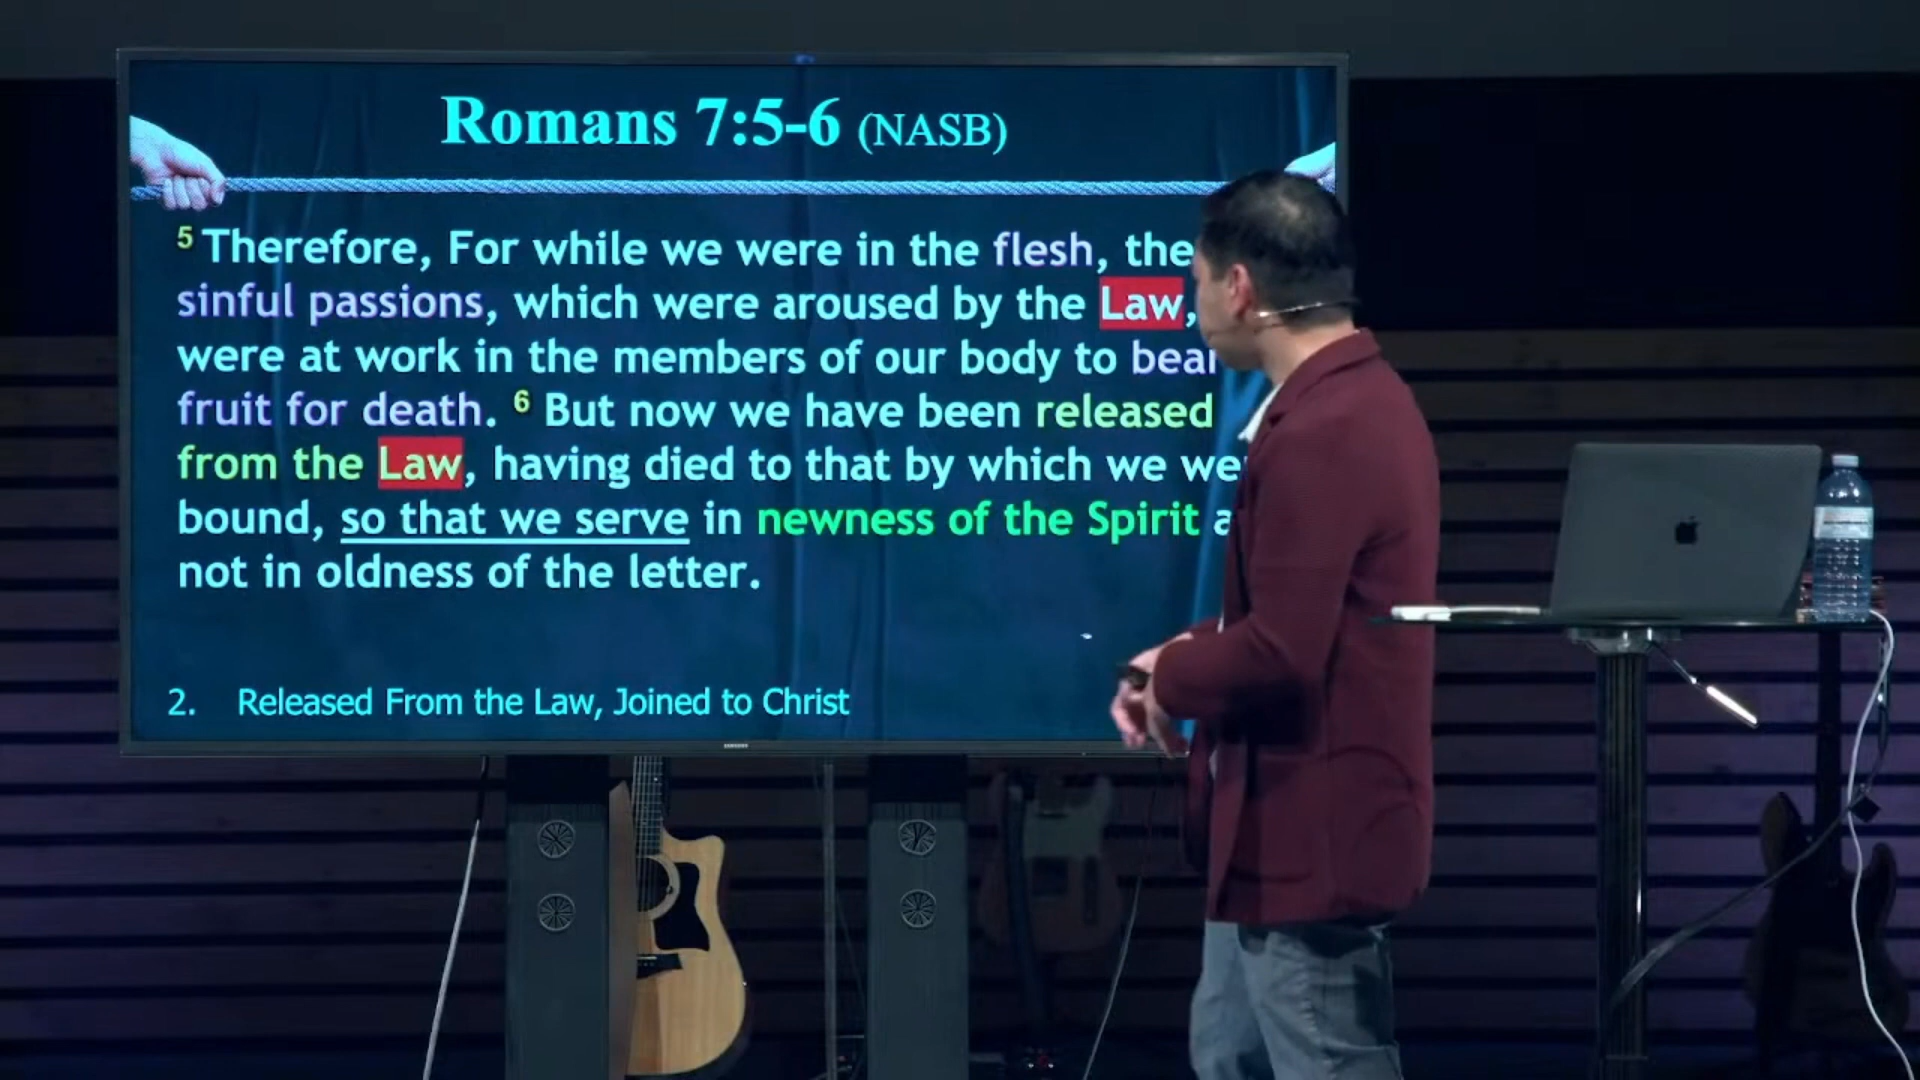 Romans 7:5-6 (NASB)
5 Therefore, For while we were in the flesh, the
sinful passions, which were aroused by the Law,
were at work in the members of our body to bear
fruit for death. 6 But now we have been released
from the Law, having died to that by which we
bound, so that we serve in newness of the Spirit
not in oldness of the letter.
2. Released From the Law, Joined to Christ
SAMSUNG